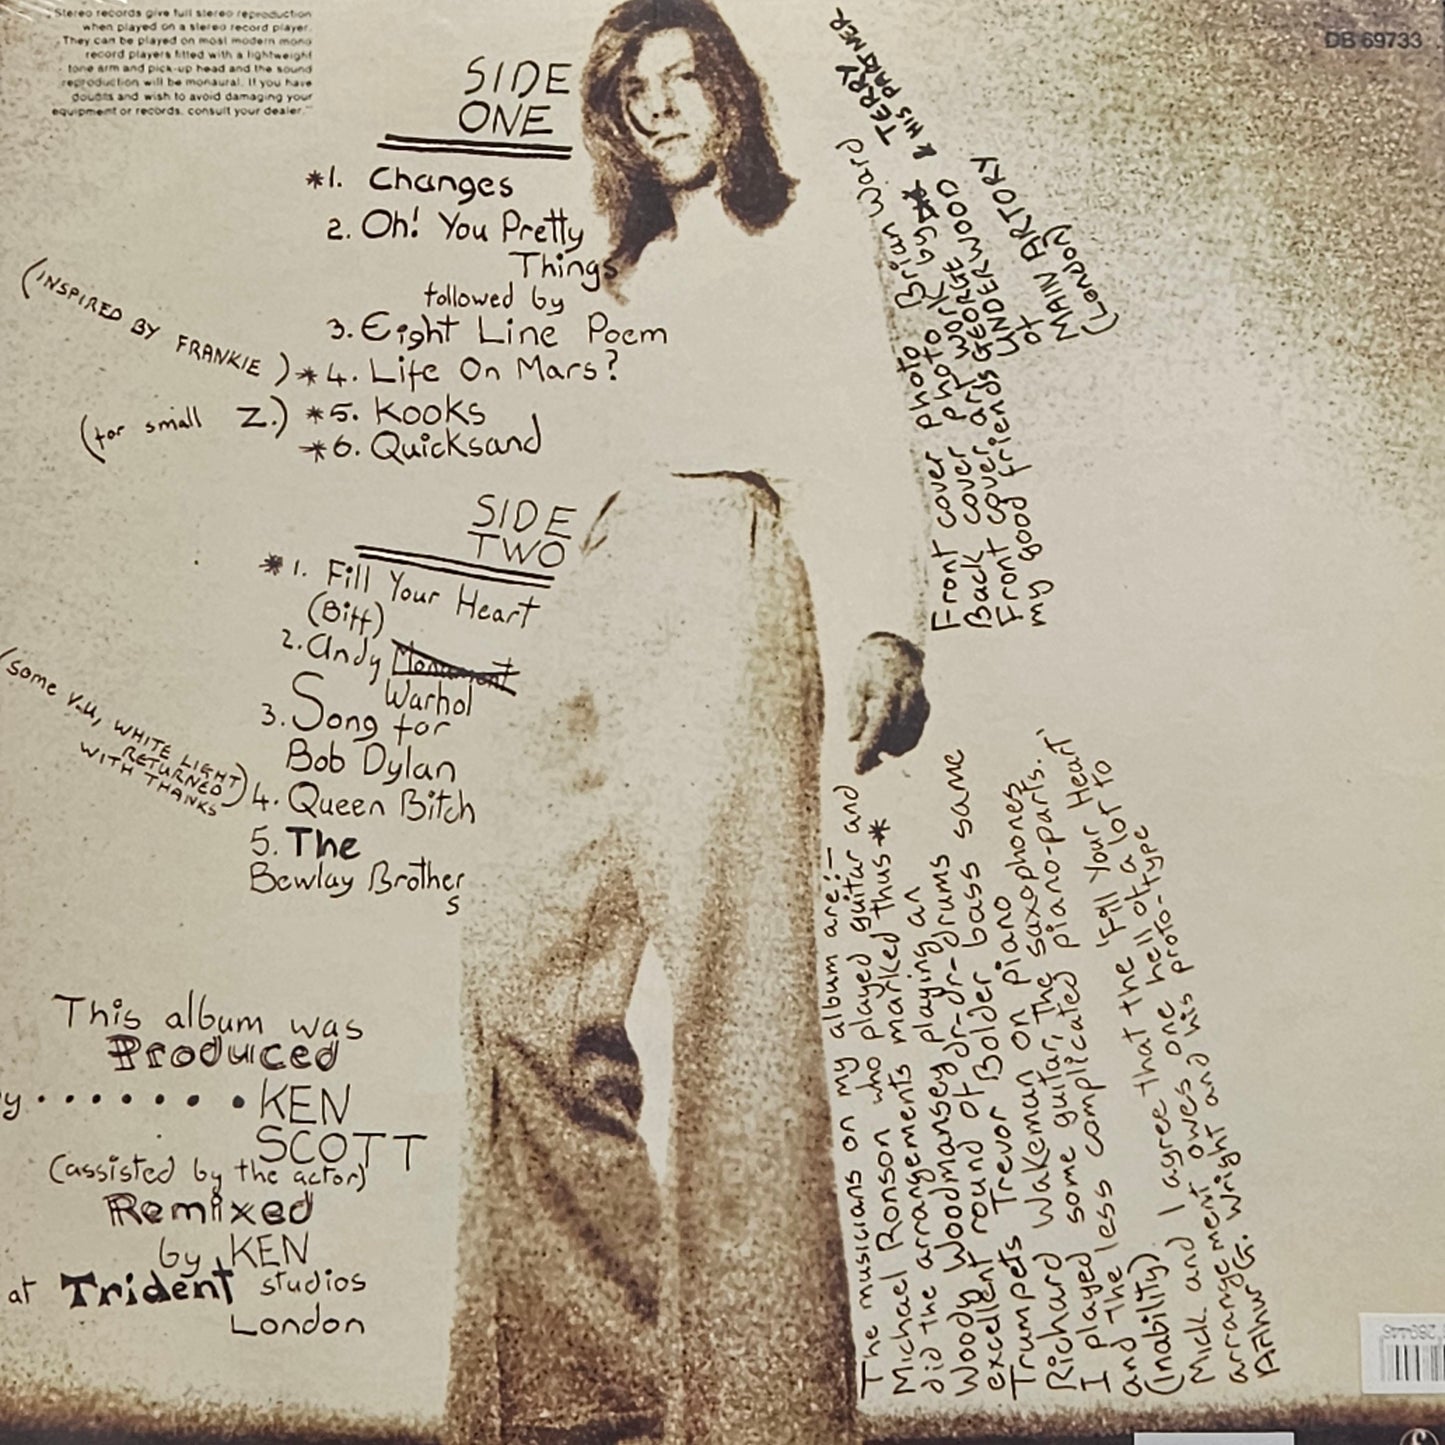 Stereo records give full stereo reproduction
when played on a stereo record player.
They can be played on most modern mono
record players fitted with a lightweight
tone arm and pick-up head and the sound
reproduction will be monaural. If you have
doubts and wish to avoid damaging your
equipment or records, consult your dealer."
DB 69733
SIDE
ONE
*1. Changes
2. Oh! You Pretty
Things
followed by
3. Eight Line Poem
(INSPIRED BY FRANKIE) *4. Life On Mars?
(for small Z.) *5. Kooks
*6. Quicksand
SIDE
TWO
*1. Fill Your Heart
(Biff)
2. Andy Monument
Warhol
3. Song for
Bob Dylan
(some V.U, WHITE LIGHT
RETURNED
WITH THANKS)
4. Queen Bitch
5. The
Bewlay Brother
s
This album was
Produced
y ........ KEN
SCOTT
(assisted by the actor)
Remixed
by KEN
at Trident studios
London
Front cover photo Brian Ward
Back cover photo by
Front cover art work by TERRY
& HIS PARTNER
my good friends GEORGE UNDERWOOD
of
MAIN ARTORY
(London)
The musicians on my album are:—
Michael Ronson who played guitar and
did the arrangements marked thus *
Woody Woodmansey playing an
excellent round of dr-dr-drums
Trumpets Trevor Bolder bass same
Richard Wakeman on piano
I played some guitar, the saxophones
and the less complicated piano-parts.
(inability) I agree that the 'Fill Your Heart'
Mick and arrangement owes one hell of a lot to
Arthur G. Wright and his proto-type